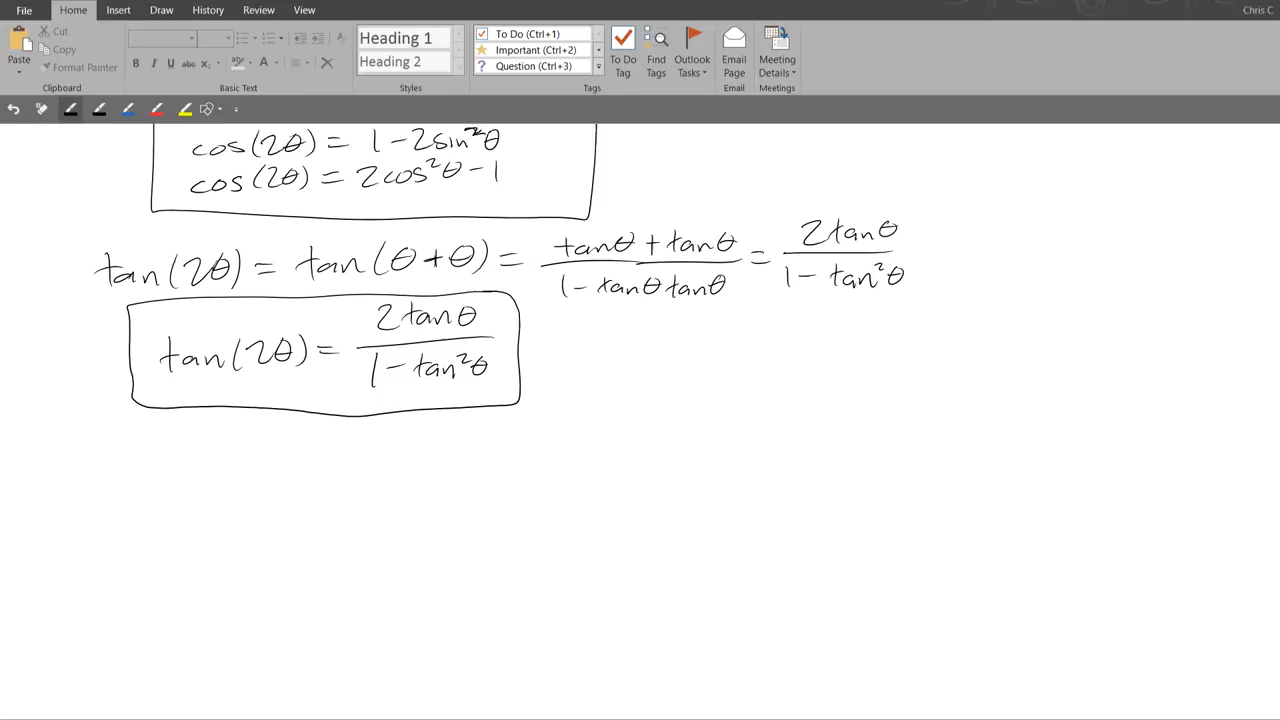 File Home Insert Draw History Review View Chris C.
Paste Cut Copy Format Painter Clipboard
B I U abc x₂ A Basic Text
Heading 1
Heading 2
Styles
To Do (Ctrl+1)
Important (Ctrl+2)
? Question (Ctrl+3)
Tags
To Do Tag
Find Tags
Outlook Tasks
Email Page
Email
Meeting Details
Meetings
cos(2θ) = 1 - 2sin²θ
cos(2θ) = 2cos²θ - 1
tan(2θ) = tan(θ+θ) = (tanθ + tanθ)/(1 - tanθtanθ) = 2tanθ/(1 - tan²θ)
tan(2θ) = 2tanθ/(1 - tan²θ)